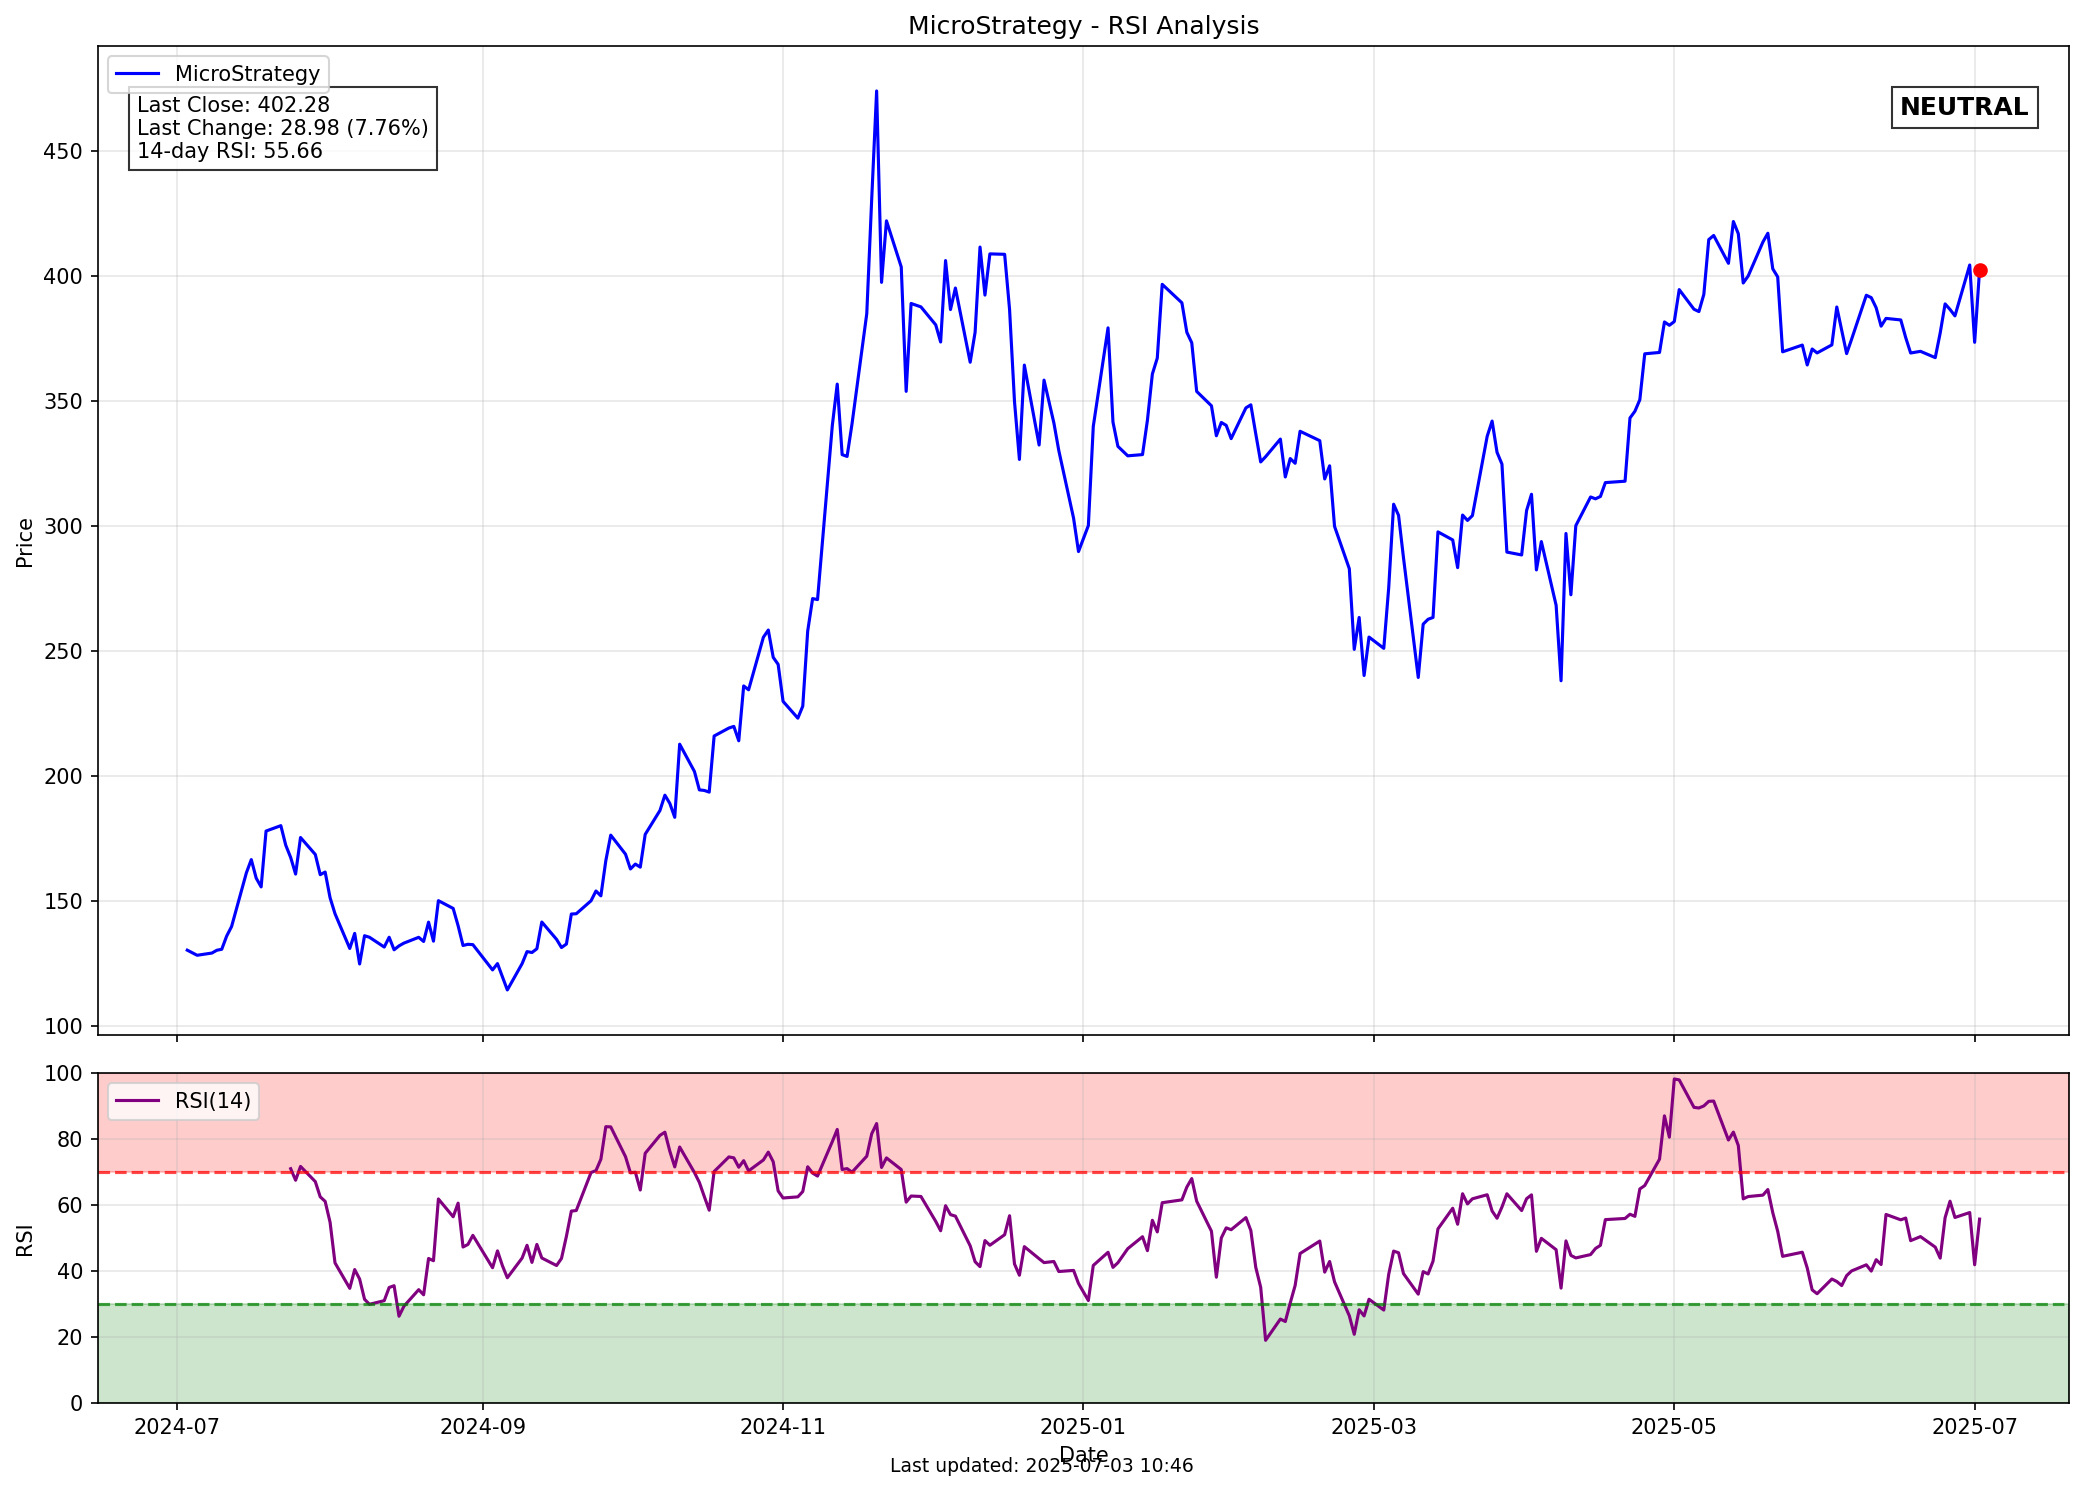 MicroStrategy - RSI Analysis
MicroStrategy
Last Close: 402.28
Last Change: 28.98 (7.76%)
14-day RSI: 55.66
NEUTRAL
Price
450
400
350
300
250
200
150
100
RSI(14)
RSI
100
80
60
40
20
0
2024-07 2024-09 2024-11 2025-01 2025-03 2025-05 2025-07
Date
Last updated: 2025-07-03 10:46